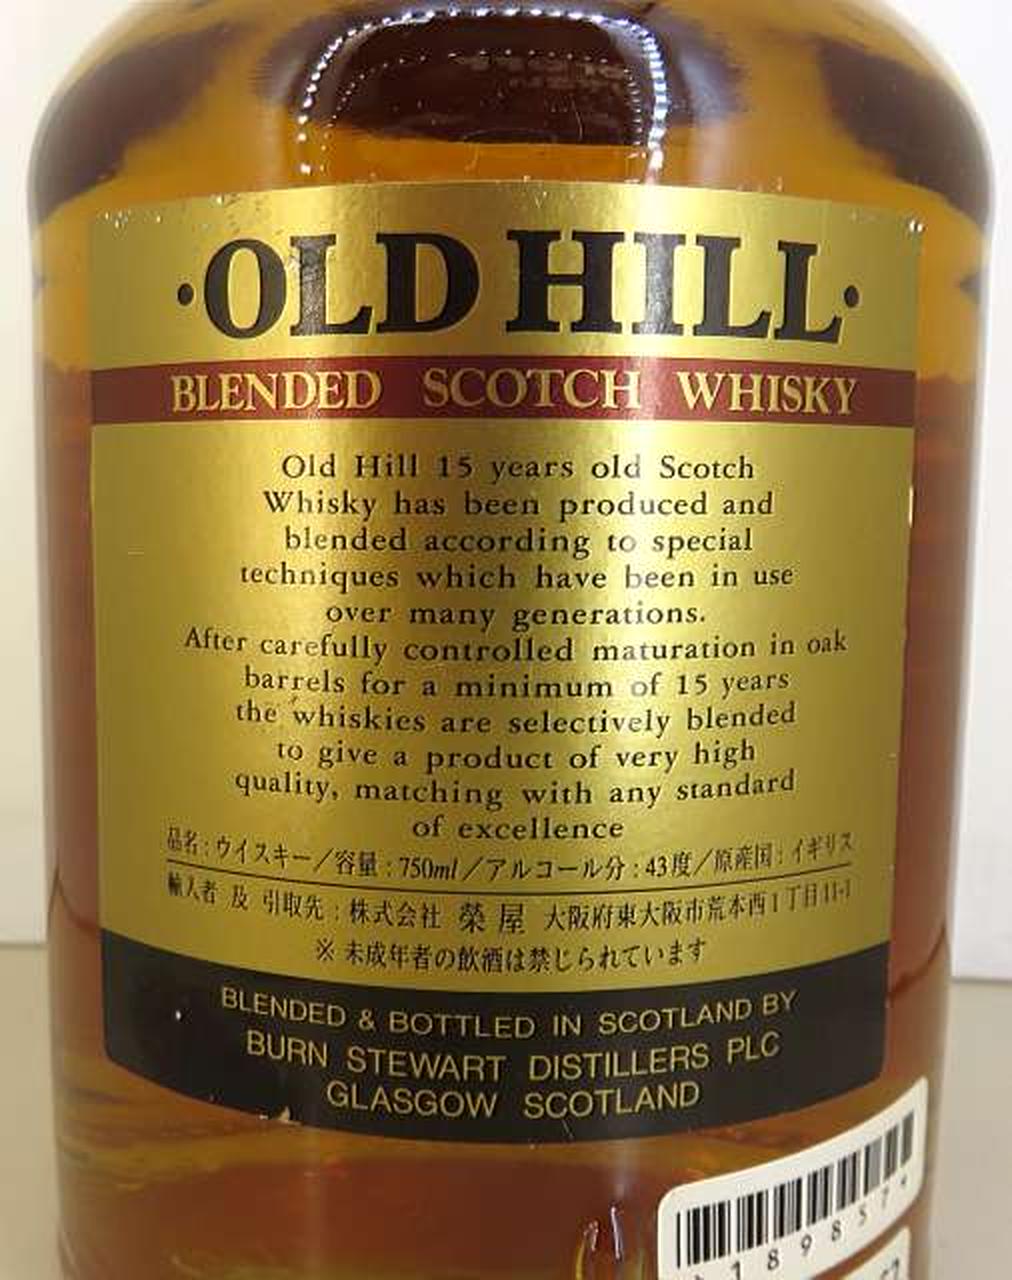 ·OLD HILL·
BLENDED SCOTCH WHISKY
Old Hill 15 years old Scotch
Whisky has been produced and
blended according to special
techniques which have been in use
over many generations.
After carefully controlled maturation in oak
barrels for a minimum of 15 years
the whiskies are selectively blended
to give a product of very high
quality, matching with any standard
of excellence
品名:ウイスキー/容量:750ml/アルコール分:43度/原産国:イギリス
輸入者 及 引取先:株式会社 榮屋 大阪府東大阪市荒本西1丁目11-1
※未成年者の飲酒は禁じられています
BLENDED & BOTTLED IN SCOTLAND BY
BURN STEWART DISTILLERS PLC
GLASGOW SCOTLAND
1898574